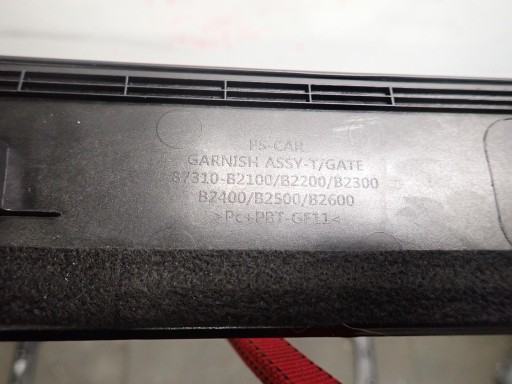 PS-CAR
GARNISH ASSY-T/GATE
87310-B2100/B2200/B2300
B2400/B2500/B2600
>Pc+PBT-GF11<